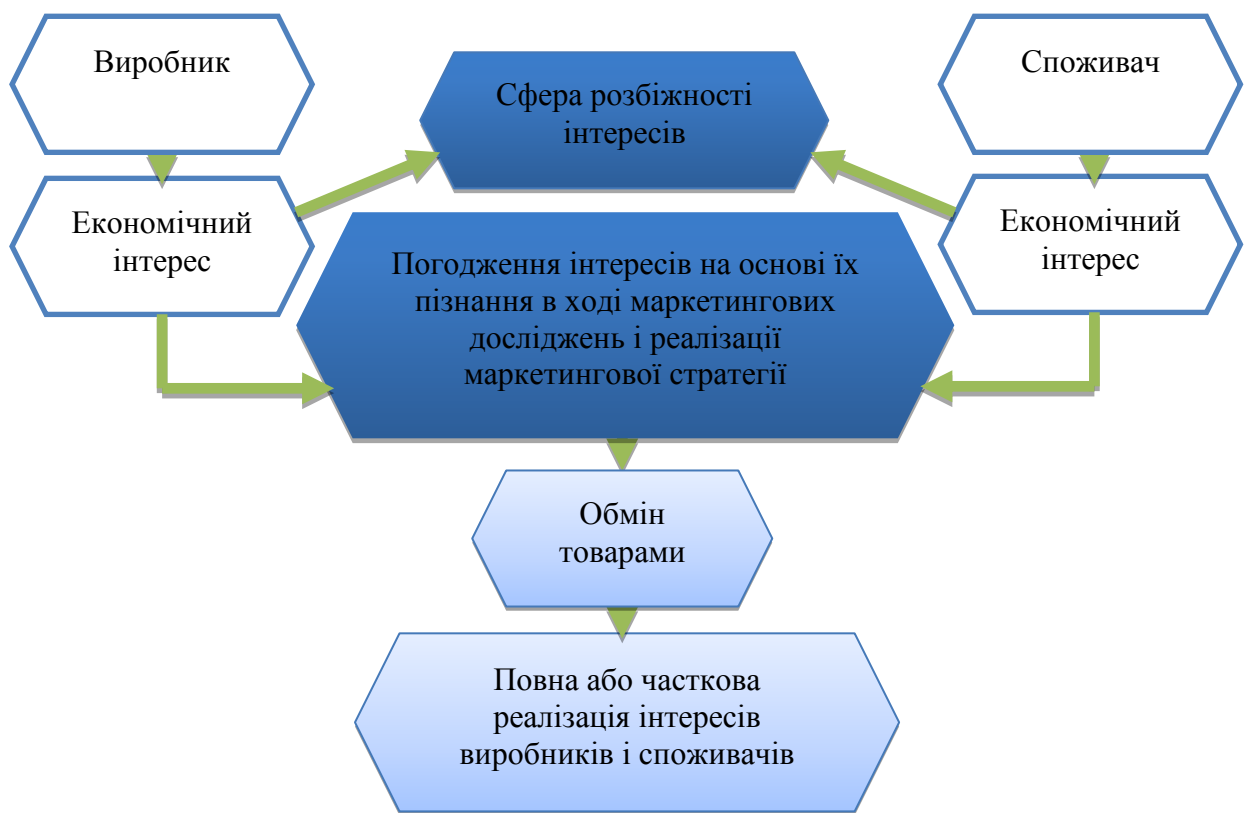 Виробник
Сфера розбіжності
інтересів
Споживач
Економічний
інтерес
Економічний
інтерес
Погодження інтересів на основі їх
пізнання в ході маркетингових
досліджень і реалізації
маркетингової стратегії
Обмін
товарами
Повна або часткова
реалізація інтересів
виробників і споживачів